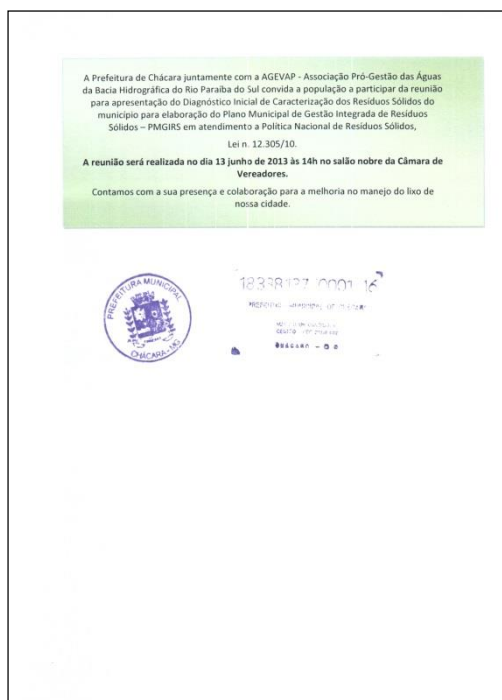 A Prefeitura de Chácara juntamente com a AGEVAP - Associação Pró-Gestão das Águas
da Bacia Hidrográfica do Rio Paraíba do Sul convida a população a participar da reunião
para apresentação do Diagnóstico Inicial de Caracterização dos Resíduos Sólidos do
município para elaboração do Plano Municipal de Gestão Integrada de Resíduos
Sólidos – PMGIRS em atendimento a Política Nacional de Resíduos Sólidos,
Lei n. 12.305/10.
A reunião será realizada no dia 13 junho de 2013 às 14h no salão nobre da Câmara de
Vereadores.
Contamos com a sua presença e colaboração para a melhoria no manejo do lixo de
nossa cidade.
PREFEITURA MUNICIPAL
CHÁCARA - MG
0001 16